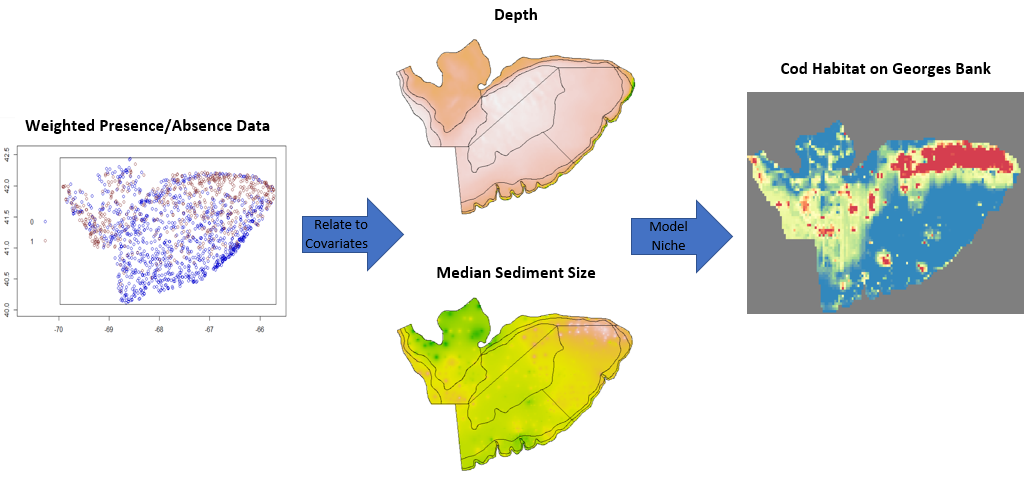 Depth
Cod Habitat on Georges Bank
Weighted Presence/Absence Data
42.5
42.0
41.5
41.0
40.5
40.0
0
1
-70
-69
-68
-67
-66
Relate to
Covariates
Model
Niche
Median Sediment Size